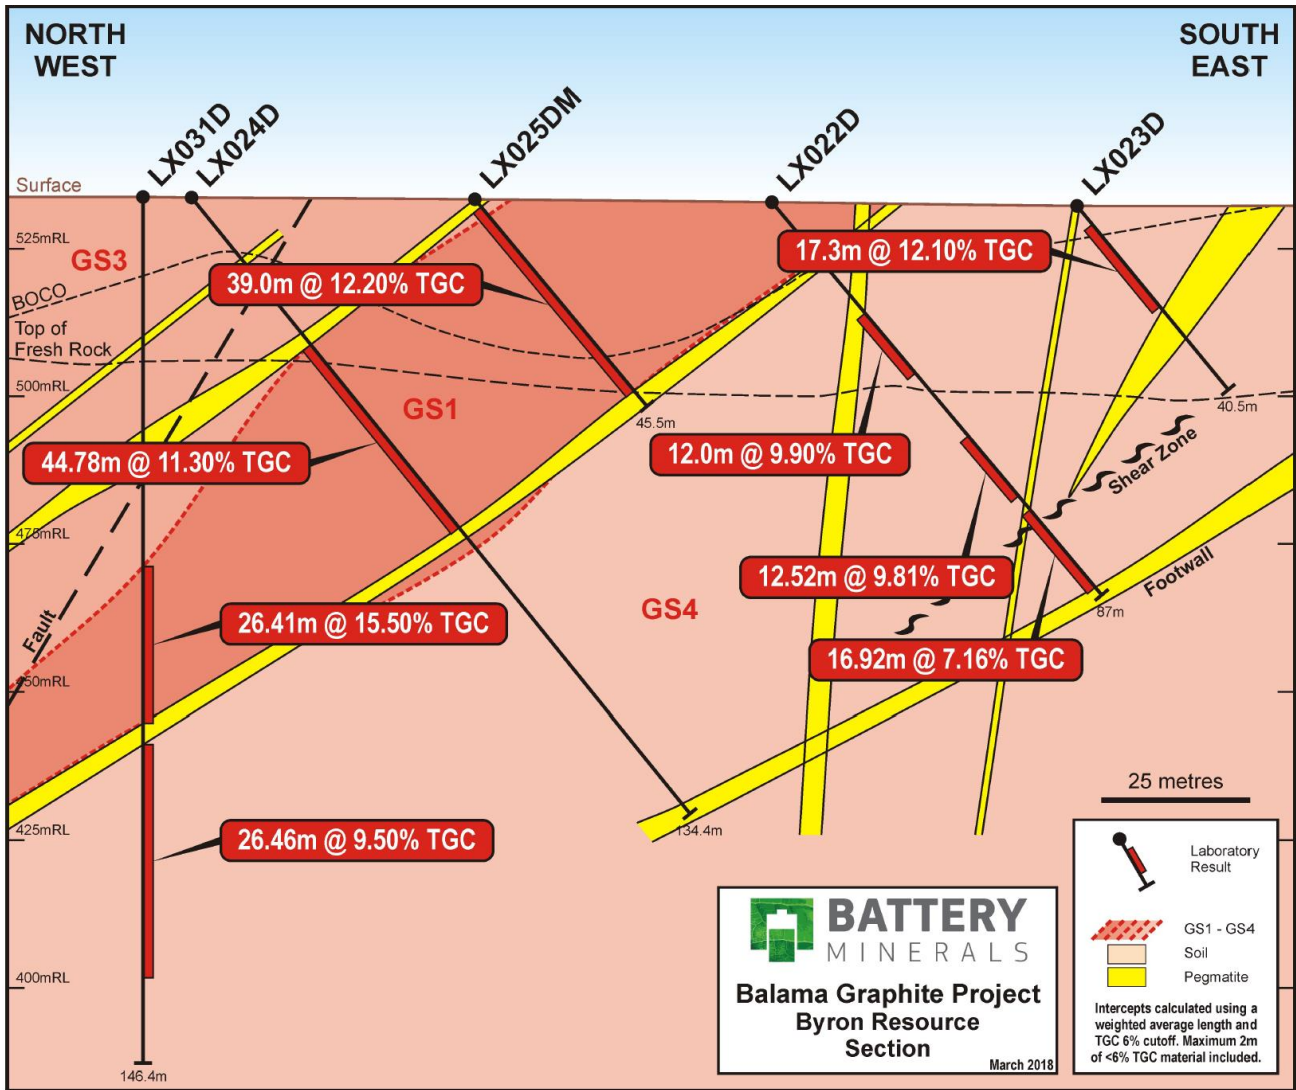 NORTH
WEST
SOUTH
EAST
LX031D
LX024D
LX025DM
LX022D
LX023D
Surface
525mRL
GS3
BOCO
Top of
Fresh Rock
39.0m @ 12.20% TGC
17.3m @ 12.10% TGC
500mRL
GS1
45.5m
40.5m
44.78m @ 11.30% TGC
12.0m @ 9.90% TGC
Shear Zone
475mRL
12.52m @ 9.81% TGC
Footwall
87m
Fault
26.41m @ 15.50% TGC
GS4
16.92m @ 7.16% TGC
450mRL
25 metres
425mRL
134.4m
26.46m @ 9.50% TGC
400mRL
146.4m
BATTERY
MINERALS
Balama Graphite Project
Byron Resource
Section
March 2018
Laboratory
Result
GS1 - GS4
Soil
Pegmatite
Intercepts calculated using a
weighted average length and
TGC 6% cutoff. Maximum 2m
of <6% TGC material included.